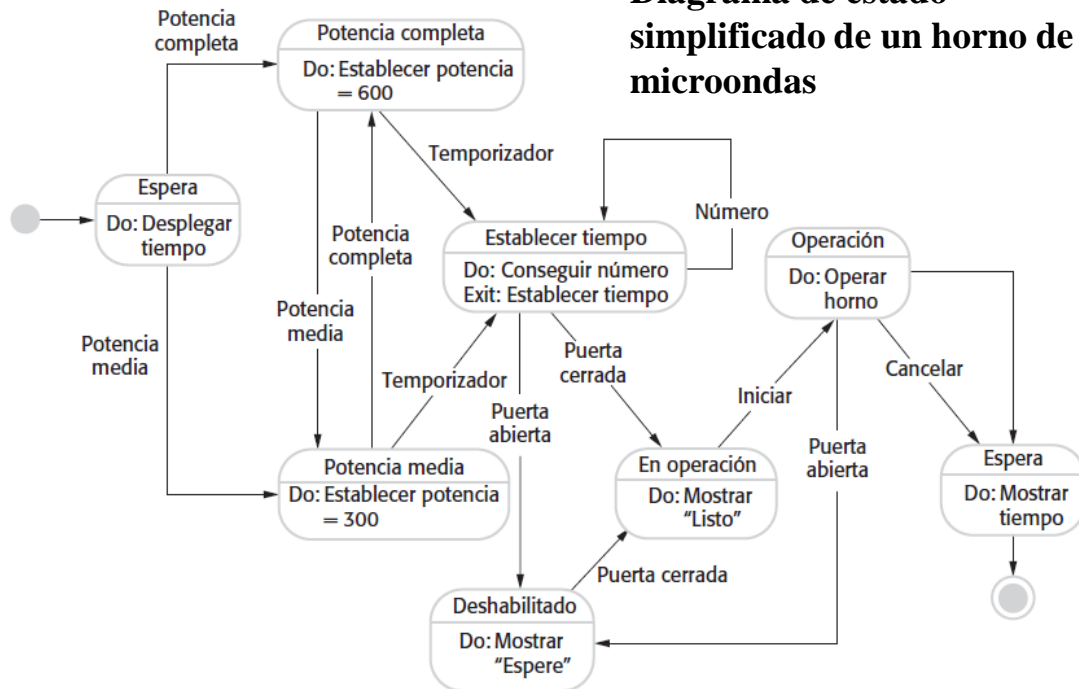 Diagrama de estado
simplificado de un horno de
microondas
Potencia
completa
Potencia completa
Do: Establecer potencia
= 600
Temporizador
Espera
Do: Desplegar
tiempo
Potencia
completa
Número
Establecer tiempo
Do: Conseguir número
Exit: Establecer tiempo
Operación
Do: Operar
horno
Potencia
media
Potencia
media
Temporizador
Puerta
cerrada
Puerta
abierta
Iniciar
Cancelar
Puerta
abierta
Potencia media
Do: Establecer potencia
= 300
En operación
Do: Mostrar
“Listo”
Espera
Do: Mostrar
tiempo
Puerta cerrada
Deshabilitado
Do: Mostrar
“Espere”